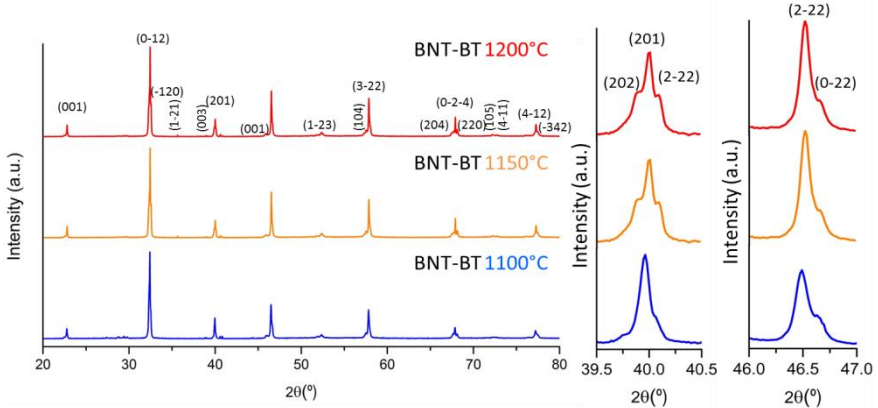 BNT-BT 1200°C
(0-12)
(001)
(-120)
(1-21)
(003)
(201)
(001)
(1-23)
(104)
(3-22)
(204)
(0-2-4)
(220)
(105)
(4-11)
(4-12)
(-342)
BNT-BT 1150°C
BNT-BT 1100°C
Intensity (a.u.)
20 30 40 50 60 70 80
2θ(º)
(201)
(202)
(2-22)
Intensity (a.u.)
39.5 40.0 40.5
2θ(º)
(2-22)
(0-22)
Intensity (a.u.)
46.0 46.5 47.0
2θ(º)